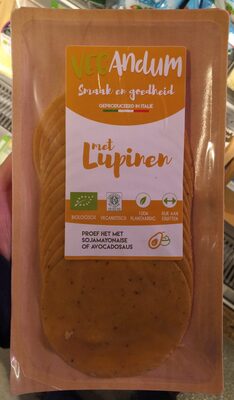 VEGANDUM
Smaak en goedheid
GEPRODUCEERD IN ITALIË
met
Lupinen
BIOLOGISCH
VEGANISTISCH
100%
PLANTAARDIG
RIJK AAN
EIWITTEN
PROEF HET MET
SOJAMAYONAISE
OF AVOCADOSAUS